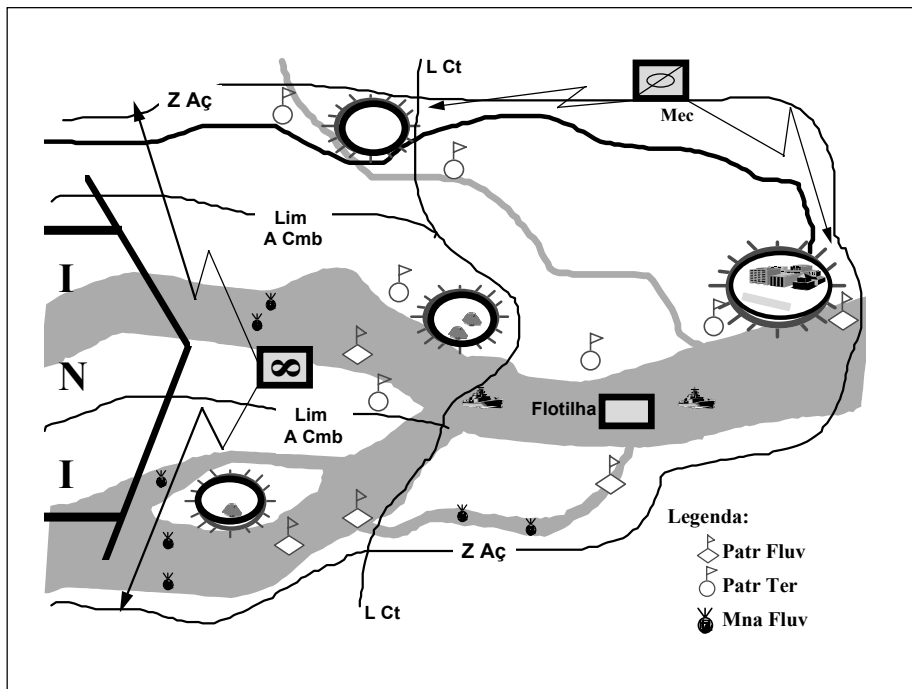 L Ct
Z Aç
Mec
Lim
A Cmb
I
N
I
Flotilha
Lim
A Cmb
Z Aç
L Ct
Legenda:
Patr Fluv
Patr Ter
Mna Fluv